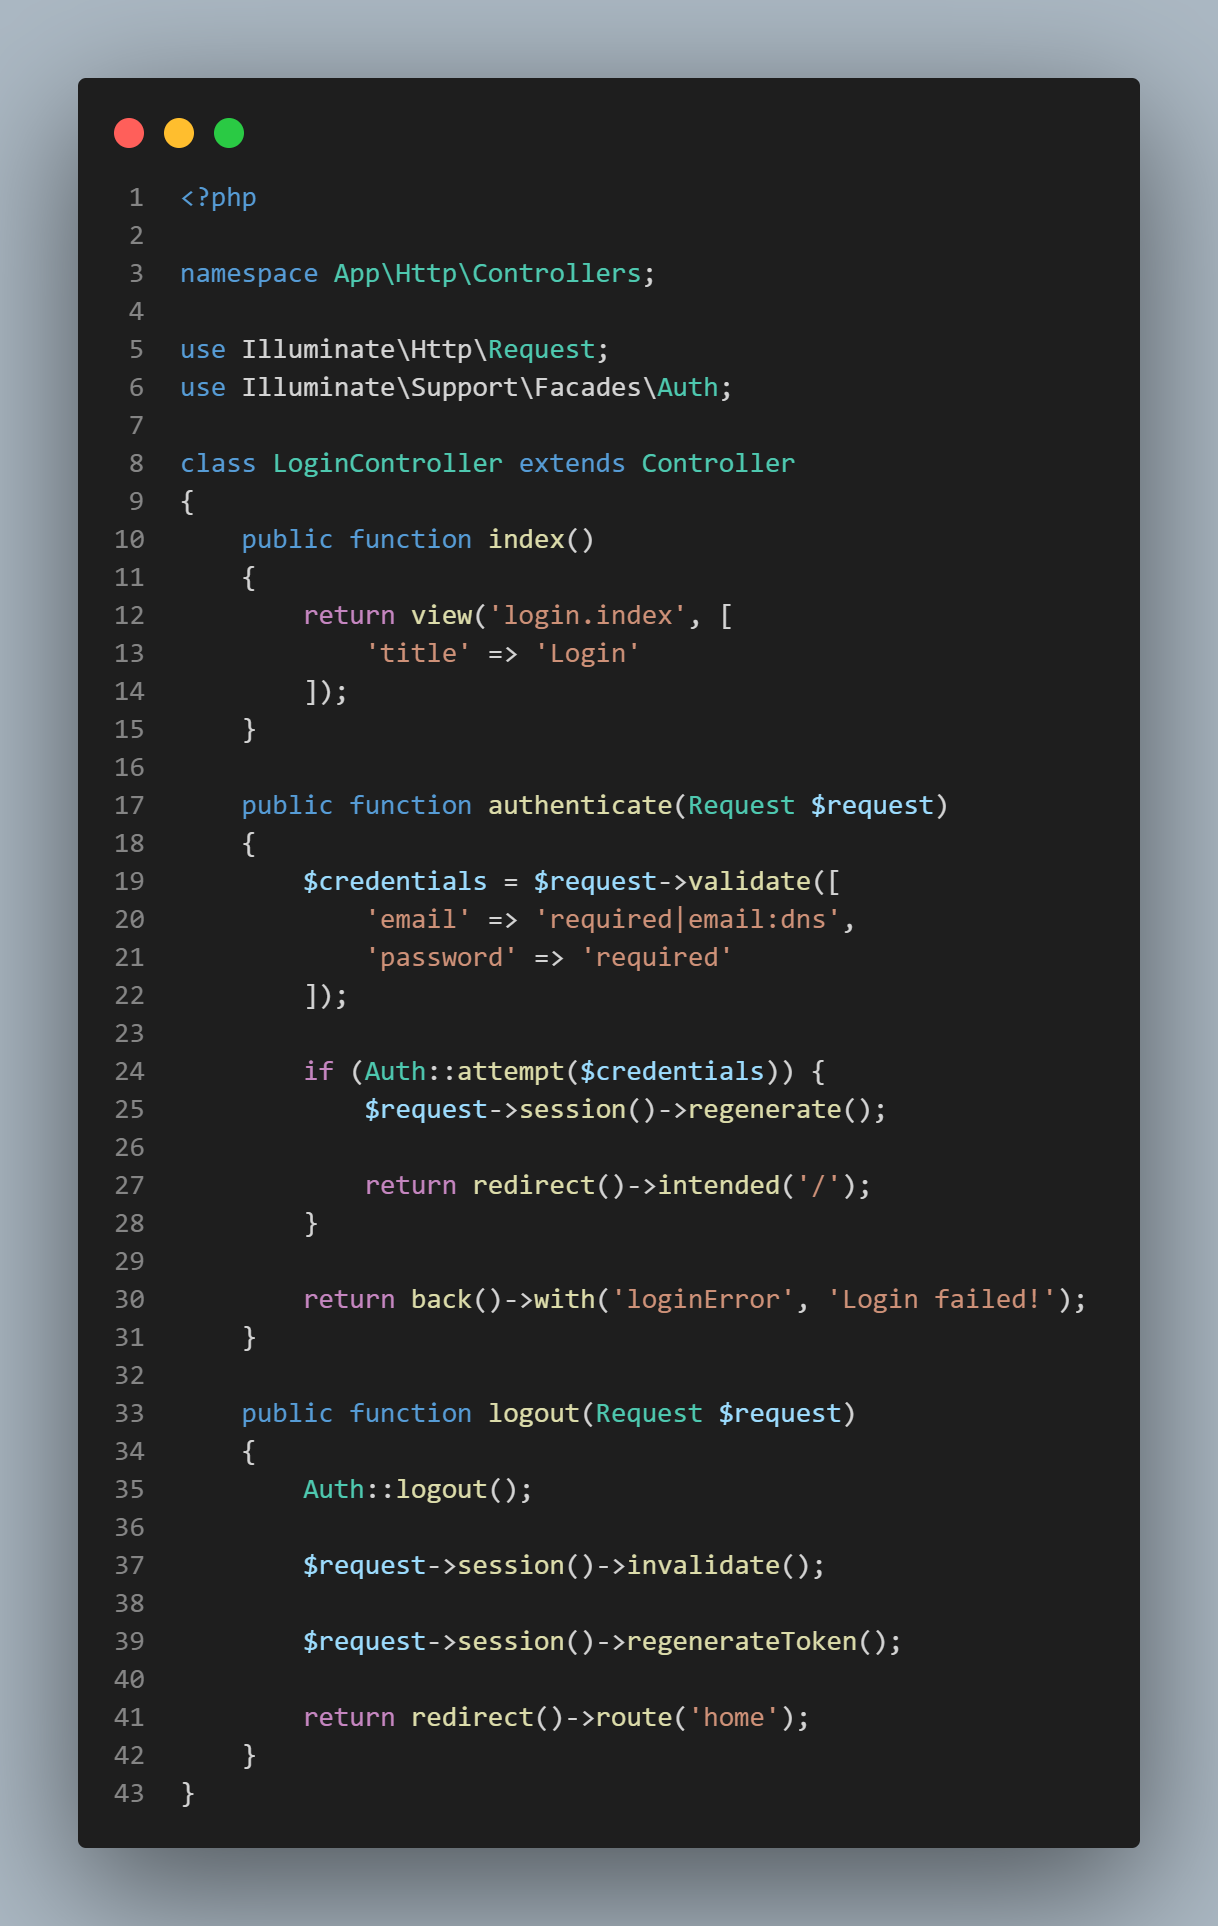 1 <?php
2
3 namespace App\Http\Controllers;
4
5 use Illuminate\Http\Request;
6 use Illuminate\Support\Facades\Auth;
7
8 class LoginController extends Controller
9 {
10     public function index()
11     {
12         return view('login.index', [
13             'title' => 'Login'
14         ]);
15     }
16
17     public function authenticate(Request $request)
18     {
19         $credentials = $request->validate([
20             'email' => 'required|email:dns',
21             'password' => 'required'
22         ]);
23
24         if (Auth::attempt($credentials)) {
25             $request->session()->regenerate();
26
27             return redirect()->intended('/');
28         }
29
30         return back()->with('loginError', 'Login failed!');
31     }
32
33     public function logout(Request $request)
34     {
35         Auth::logout();
36
37         $request->session()->invalidate();
38
39         $request->session()->regenerateToken();
40
41         return redirect()->route('home');
42     }
43 }